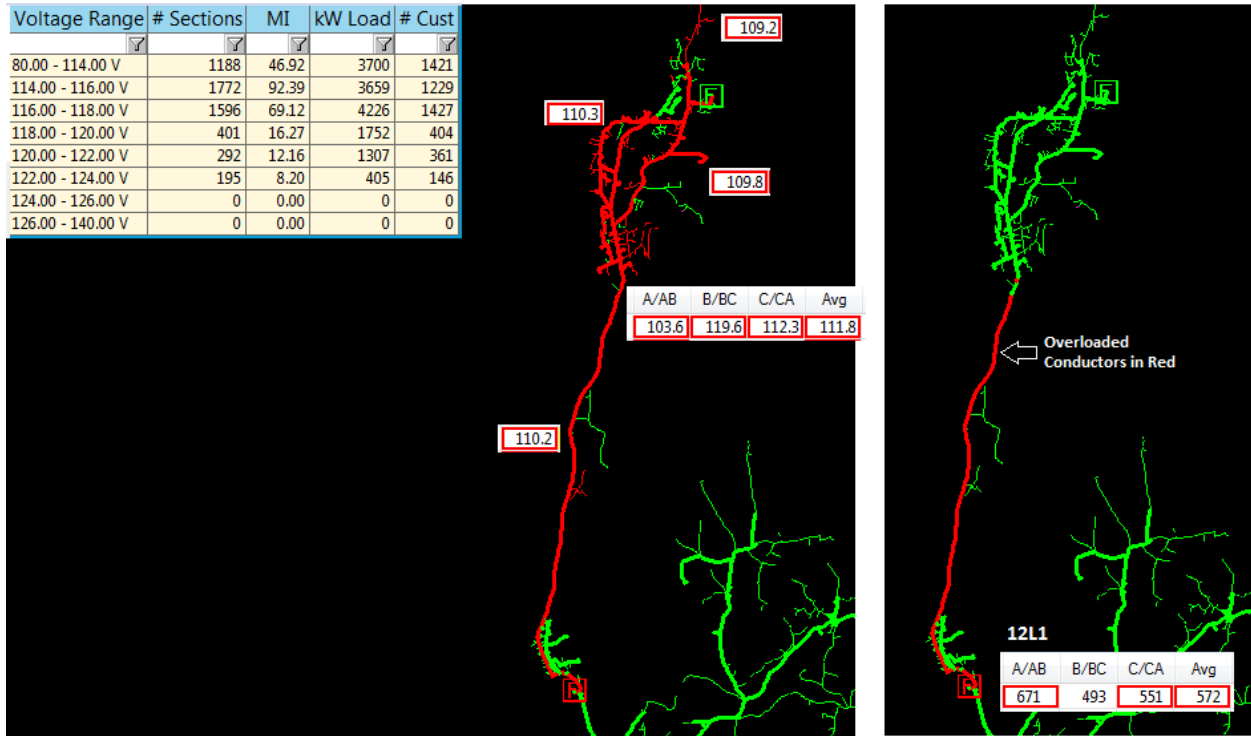 Voltage Range # Sections MI kW Load # Cust
80.00 - 114.00 V 1188 46.92 3700 1421
114.00 - 116.00 V 1772 92.39 3659 1229
116.00 - 118.00 V 1596 69.12 4226 1427
118.00 - 120.00 V 401 16.27 1752 404
120.00 - 122.00 V 292 12.16 1307 361
122.00 - 124.00 V 195 8.20 405 146
124.00 - 126.00 V 0 0.00 0 0
126.00 - 140.00 V 0 0.00 0 0
109.2
110.3
109.8
A/AB B/BC C/CA Avg
103.6 119.6 112.3 111.8
110.2
Overloaded
Conductors in Red
12L1
A/AB B/BC C/CA Avg
671 493 551 572